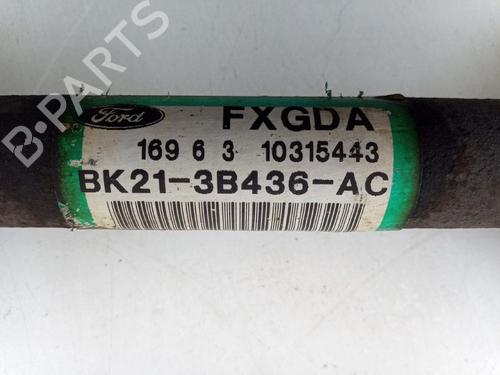 Ford FXGDA
169 6 3 10315443
BK21-3B436-AC
B-PARTS